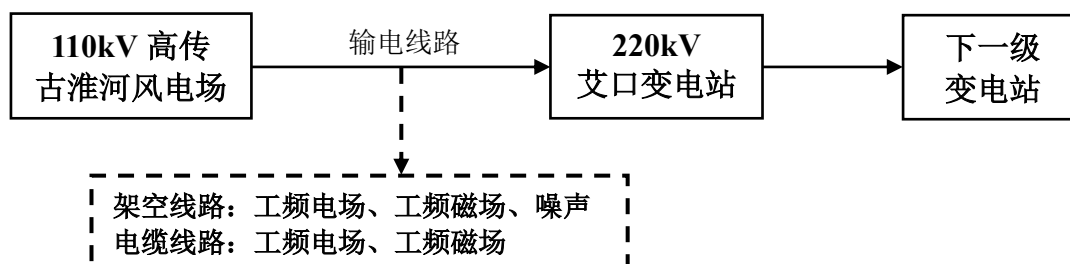 110kV 高传
古淮河风电场
输电线路
220kV
艾口变电站
下一级
变电站
架空线路：工频电场、工频磁场、噪声
电缆线路：工频电场、工频磁场